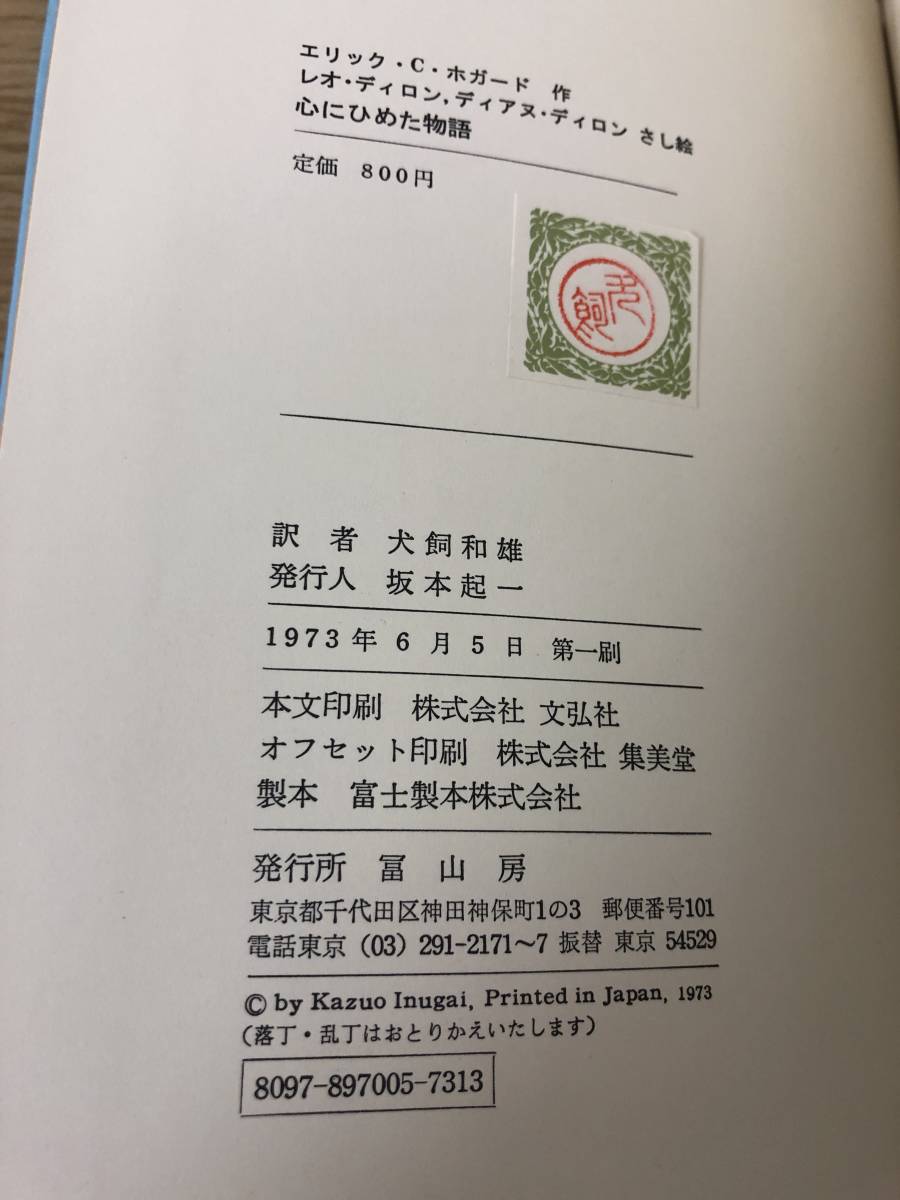 エリック・C・ホガード 作
レオ・ディロン，ディアヌ・ディロン さし絵
心にひめた物語
定価 800円
犬飼
訳者 犬飼和雄
発行人 坂本起一
1973年6月5日 第一刷
本文印刷 株式会社 文弘社
オフセット印刷 株式会社 集美堂
製本 富士製本株式会社
発行所 冨山房
東京都千代田区神田神保町1の3 郵便番号101
電話東京（03）291-2171〜7 振替 東京 54529
© by Kazuo Inugai, Printed in Japan, 1973
（落丁・乱丁はおとりかえいたします）
8097-897005-7313